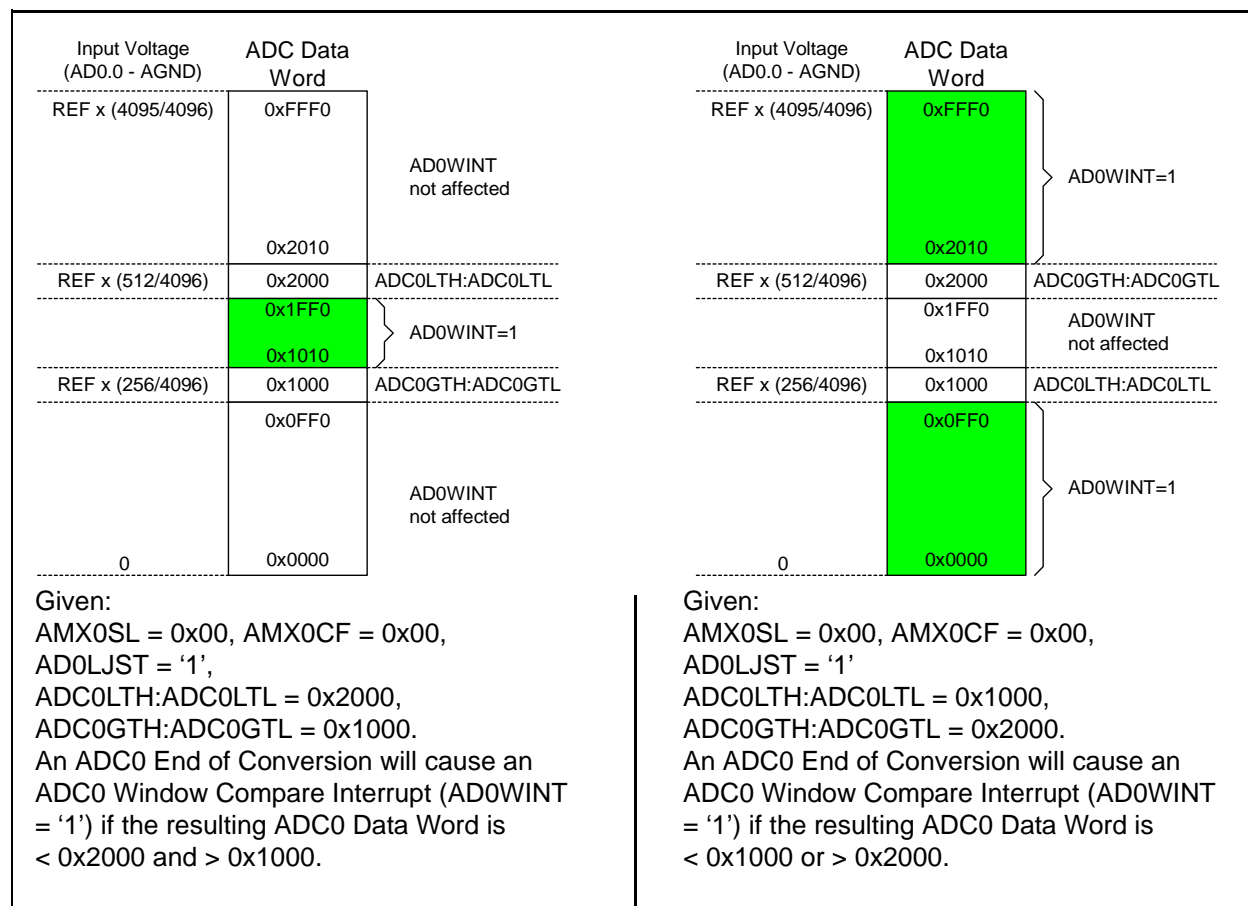 Input Voltage
(AD0.0 - AGND)
ADC Data
Word
REF x (4095/4096)
0xFFF0
AD0WINT
not affected
0x2010
REF x (512/4096)
0x2000
ADC0LTH:ADC0LTL
0x1FF0
AD0WINT=1
0x1010
REF x (256/4096)
0x1000
ADC0GTH:ADC0GTL
0x0FF0
AD0WINT
not affected
0
0x0000
Given:
AMX0SL = 0x00, AMX0CF = 0x00,
AD0LJST = ‘1’,
ADC0LTH:ADC0LTL = 0x2000,
ADC0GTH:ADC0GTL = 0x1000.
An ADC0 End of Conversion will cause an
ADC0 Window Compare Interrupt (AD0WINT
= ‘1’) if the resulting ADC0 Data Word is
< 0x2000 and > 0x1000.
Input Voltage
(AD0.0 - AGND)
ADC Data
Word
REF x (4095/4096)
0xFFF0
AD0WINT=1
0x2010
REF x (512/4096)
0x2000
ADC0GTH:ADC0GTL
0x1FF0
AD0WINT
not affected
0x1010
REF x (256/4096)
0x1000
ADC0LTH:ADC0LTL
0x0FF0
AD0WINT=1
0
0x0000
Given:
AMX0SL = 0x00, AMX0CF = 0x00,
AD0LJST = ‘1’
ADC0LTH:ADC0LTL = 0x1000,
ADC0GTH:ADC0GTL = 0x2000.
An ADC0 End of Conversion will cause an
ADC0 Window Compare Interrupt (AD0WINT
= ‘1’) if the resulting ADC0 Data Word is
< 0x1000 or > 0x2000.